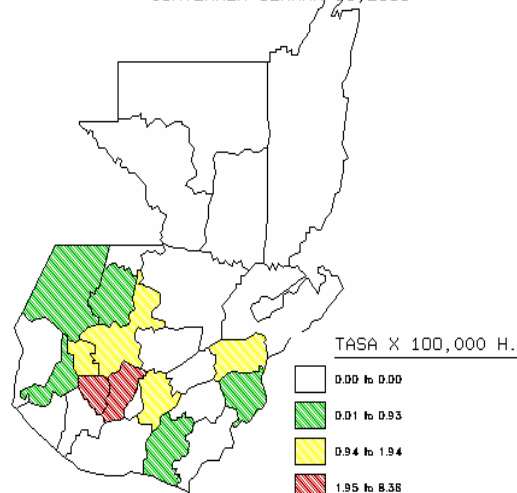 TASA X 100,000 H.
0.00 to 0.00
0.01 to 0.93
0.94 to 1.94
1.95 to 8.38